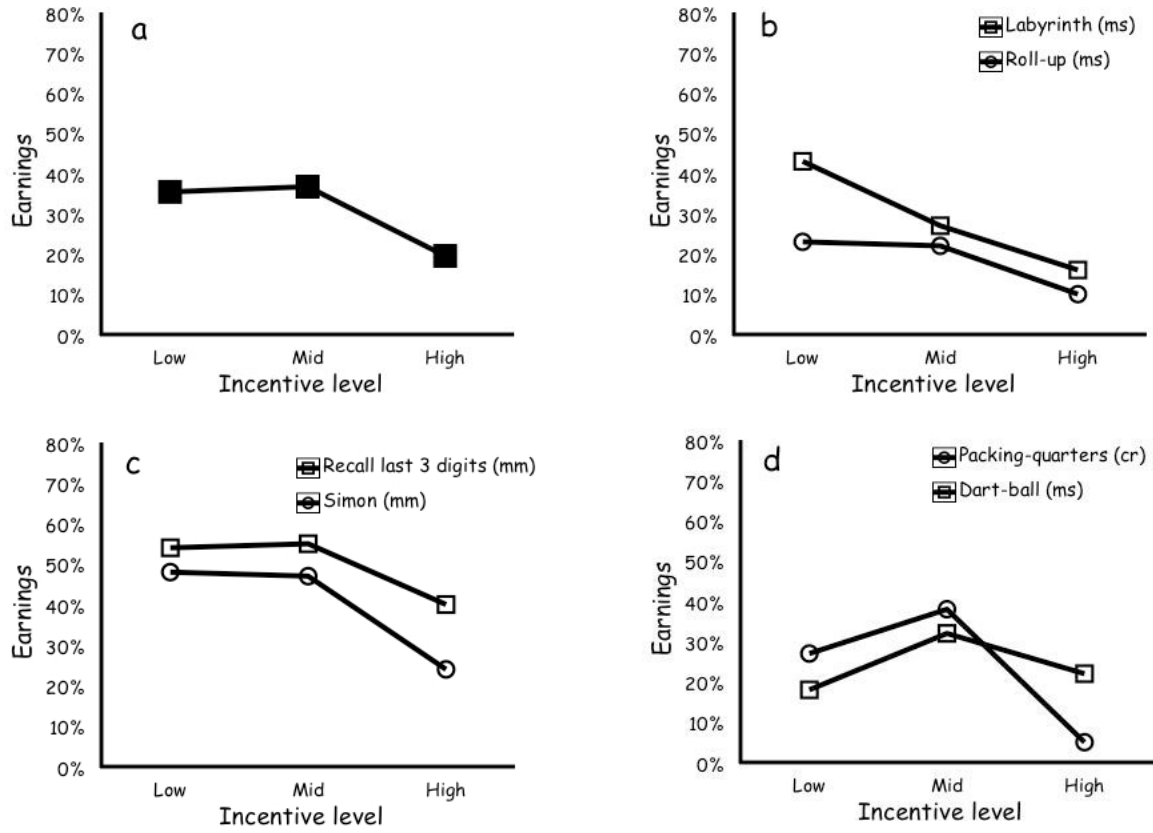 a
80%
70%
60%
50%
40%
30%
20%
10%
0%
Earnings
Low Mid High
Incentive level
b
Labyrinth (ms)
Roll-up (ms)
80%
70%
60%
50%
40%
30%
20%
10%
0%
Earnings
Low Mid High
Incentive level
c
Recall last 3 digits (mm)
Simon (mm)
80%
70%
60%
50%
40%
30%
20%
10%
0%
Earnings
Low Mid High
Incentive level
d
Packing-quarters (cr)
Dart-ball (ms)
80%
70%
60%
50%
40%
30%
20%
10%
0%
Earnings
Low Mid High
Incentive level